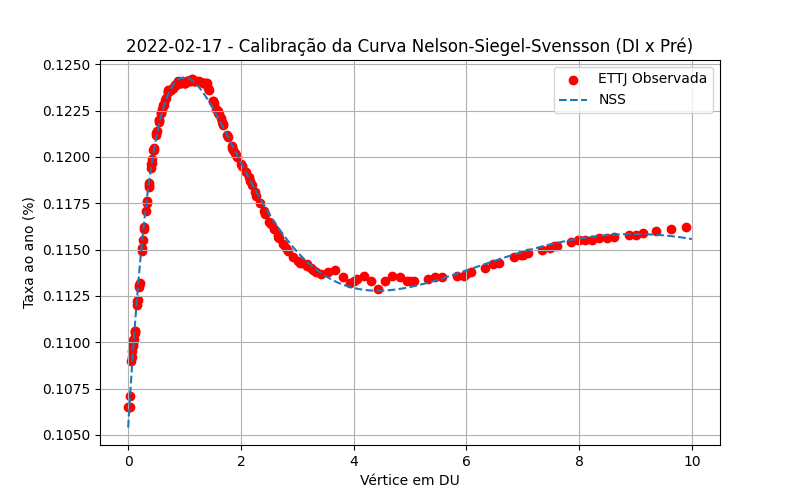 2022-02-17 - Calibração da Curva Nelson-Siegel-Svensson (DI x Pré)
ETTJ Observada
NSS
Taxa ao ano (%)
0.1250
0.1225
0.1200
0.1175
0.1150
0.1125
0.1100
0.1075
0.1050
0 2 4 6 8 10
Vértice em DU